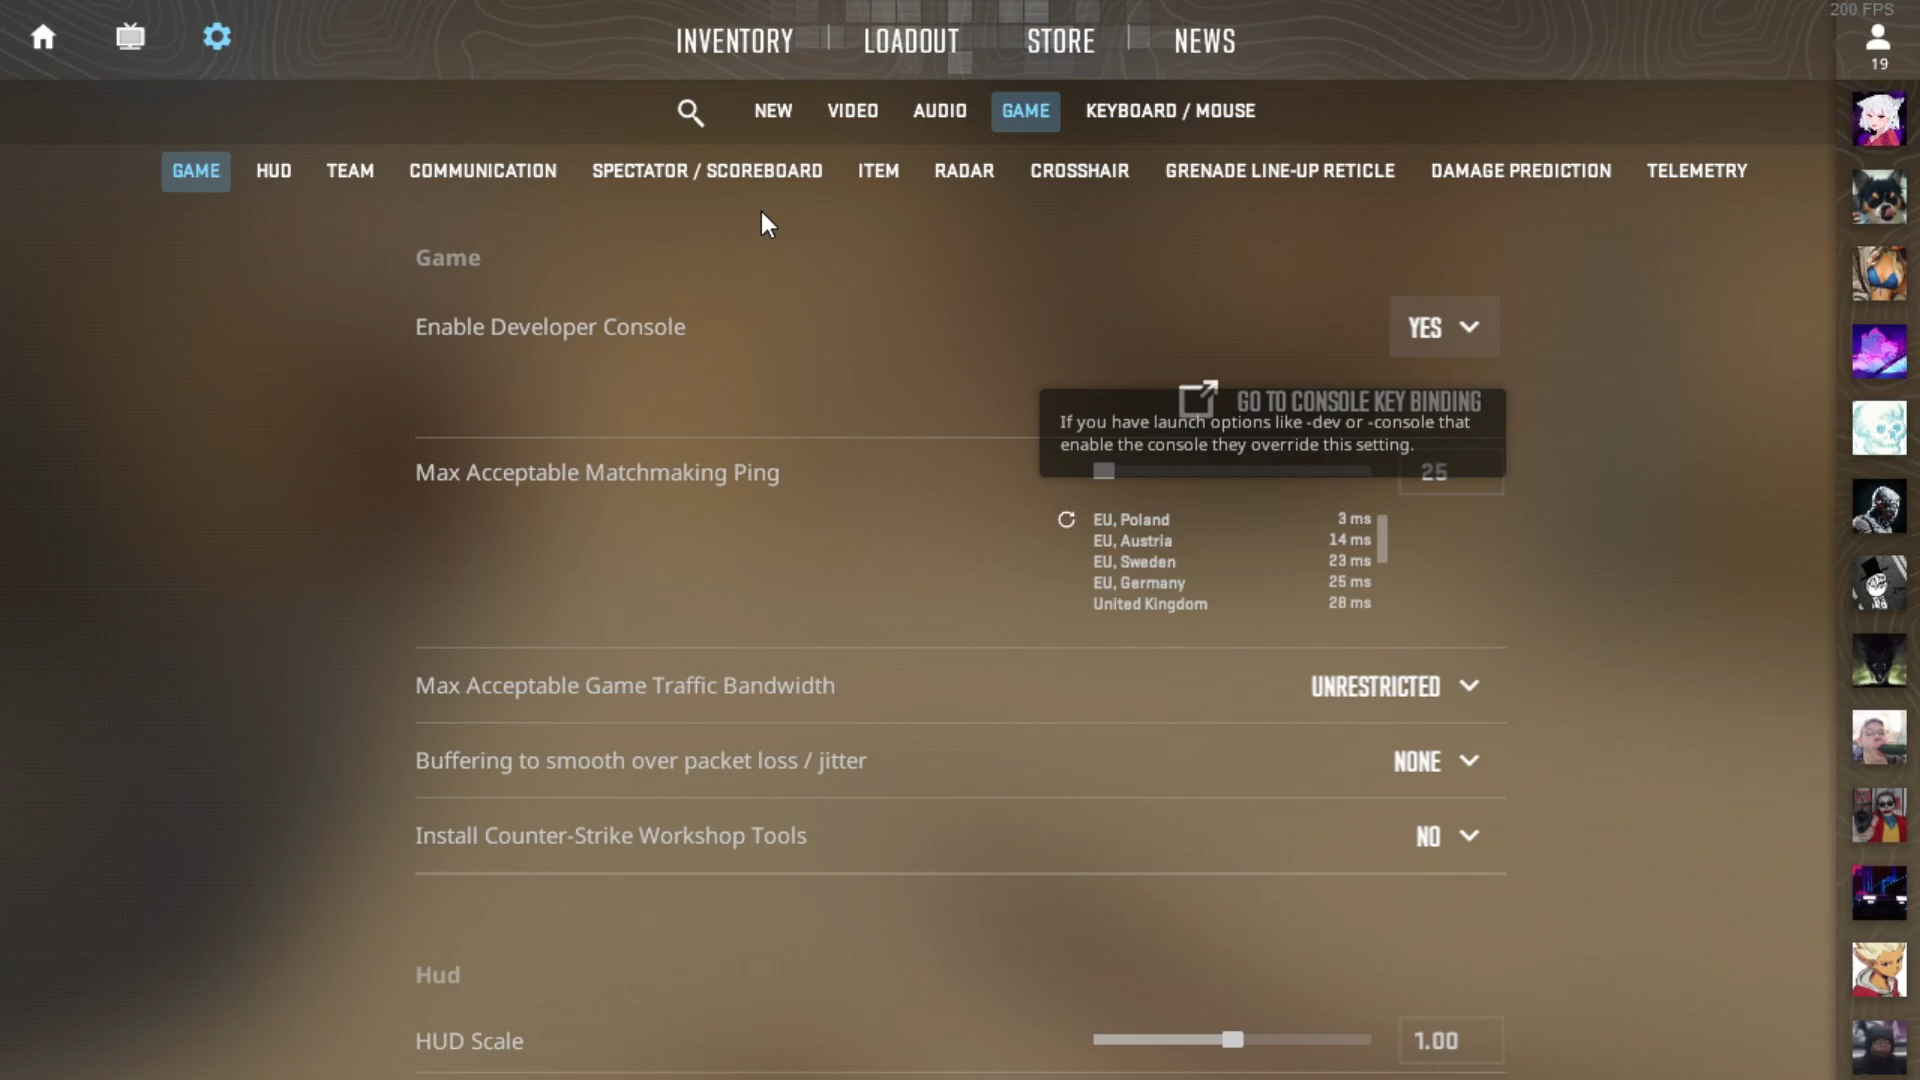 200 FPS
INVENTORY
LOADOUT
STORE
NEWS
19
NEW
VIDEO
AUDIO
GAME
KEYBOARD / MOUSE
GAME
HUD
TEAM
COMMUNICATION
SPECTATOR / SCOREBOARD
ITEM
RADAR
CROSSHAIR
GRENADE LINE-UP RETICLE
DAMAGE PREDICTION
TELEMETRY
Game
Enable Developer Console
YES
GO TO CONSOLE KEY BINDING
If you have launch options like -dev or -console that
enable the console they override this setting.
Max Acceptable Matchmaking Ping
25
EU, Poland 3 ms
EU, Austria 14 ms
EU, Sweden 23 ms
EU, Germany 25 ms
United Kingdom 28 ms
Max Acceptable Game Traffic Bandwidth
UNRESTRICTED
Buffering to smooth over packet loss / jitter
NONE
Install Counter-Strike Workshop Tools
NO
Hud
HUD Scale
1.00